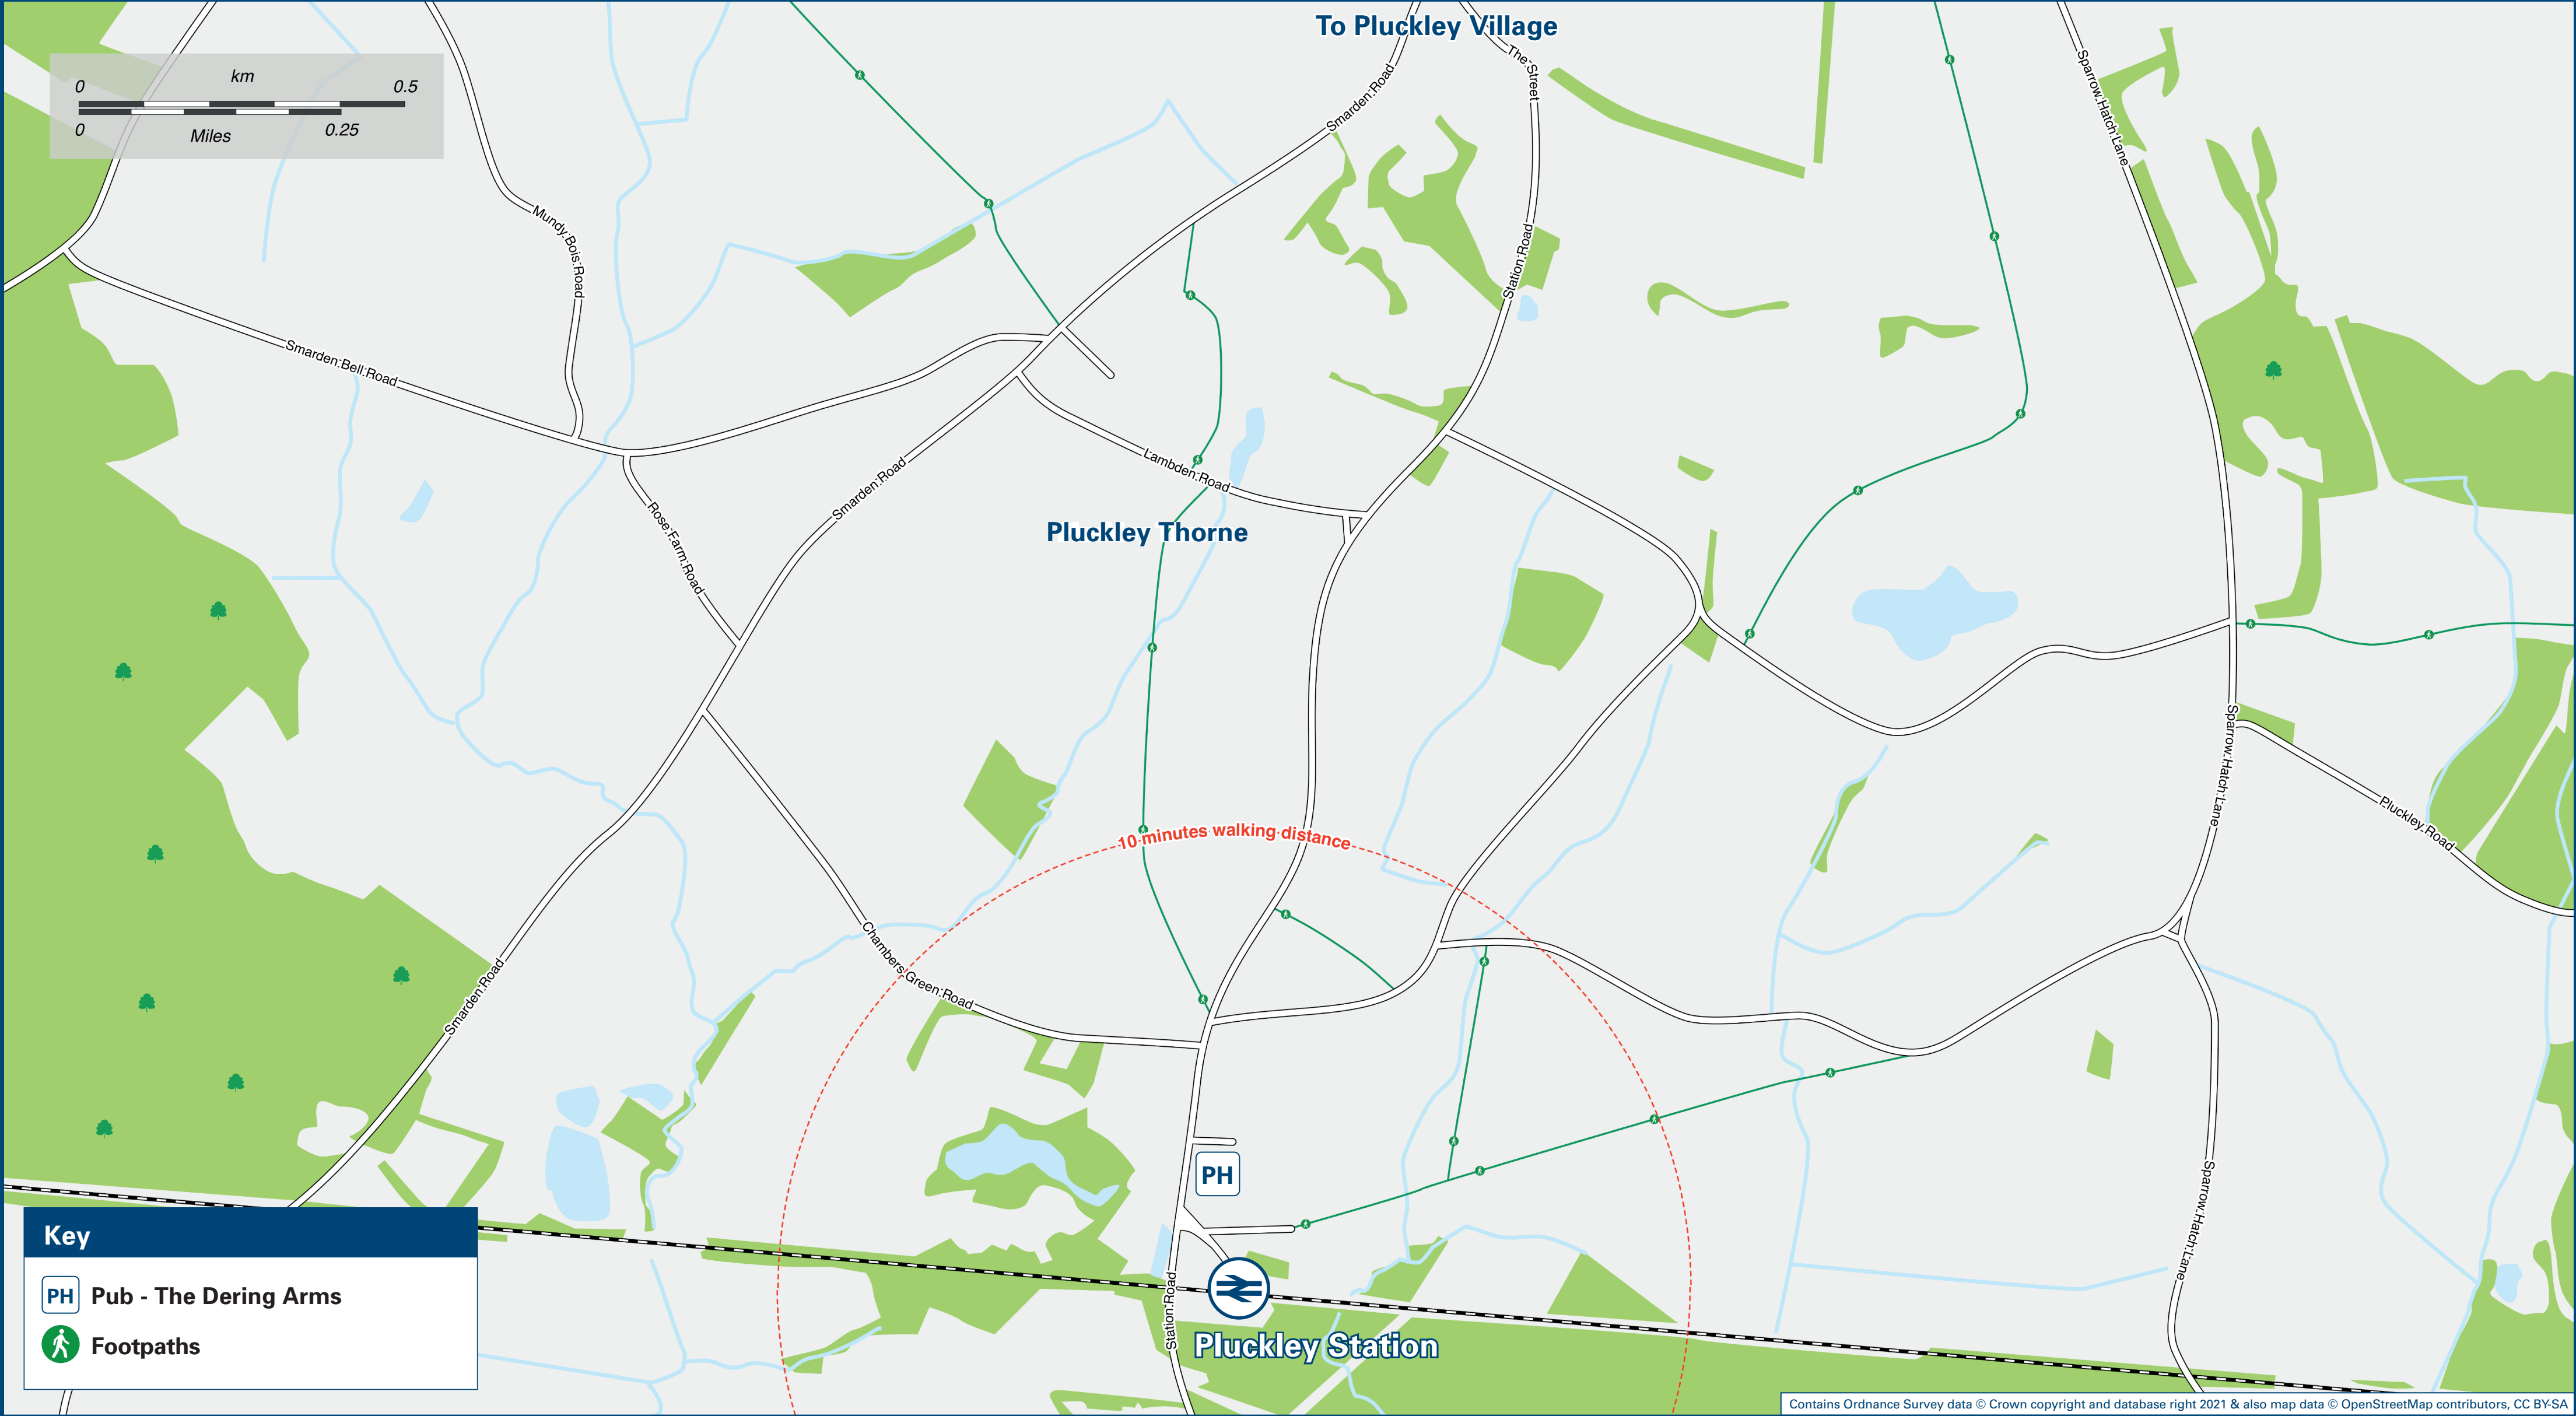 To Pluckley Village
The Street
Sparrow Hatch Lane
km
0 0.5
0 0.25
Miles
Smarden Road
Mundy Bois Road
Station Road
Smarden Bell Road
Lambden Road
Smarden Road
Rose Farm Road
Pluckley Thorne
Sparrow Hatch Lane
Pluckley Road
10 minutes walking distance
Chambers Green Road
Smarden Road
PH
Sparrow Hatch Lane
Station Road
Pluckley Station
Key
PH Pub - The Dering Arms
Footpaths
Contains Ordnance Survey data © Crown copyright and database right 2021 & also map data © OpenStreetMap contributors, CC BY-SA